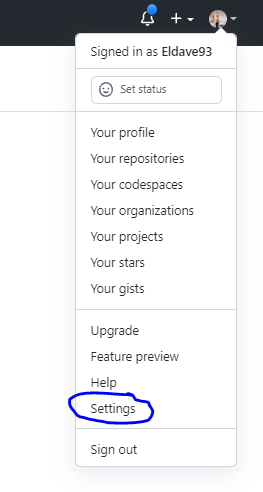 Signed in as Eldave93
Set status
Your profile
Your repositories
Your codespaces
Your organizations
Your projects
Your stars
Your gists
Upgrade
Feature preview
Help
Settings
Sign out